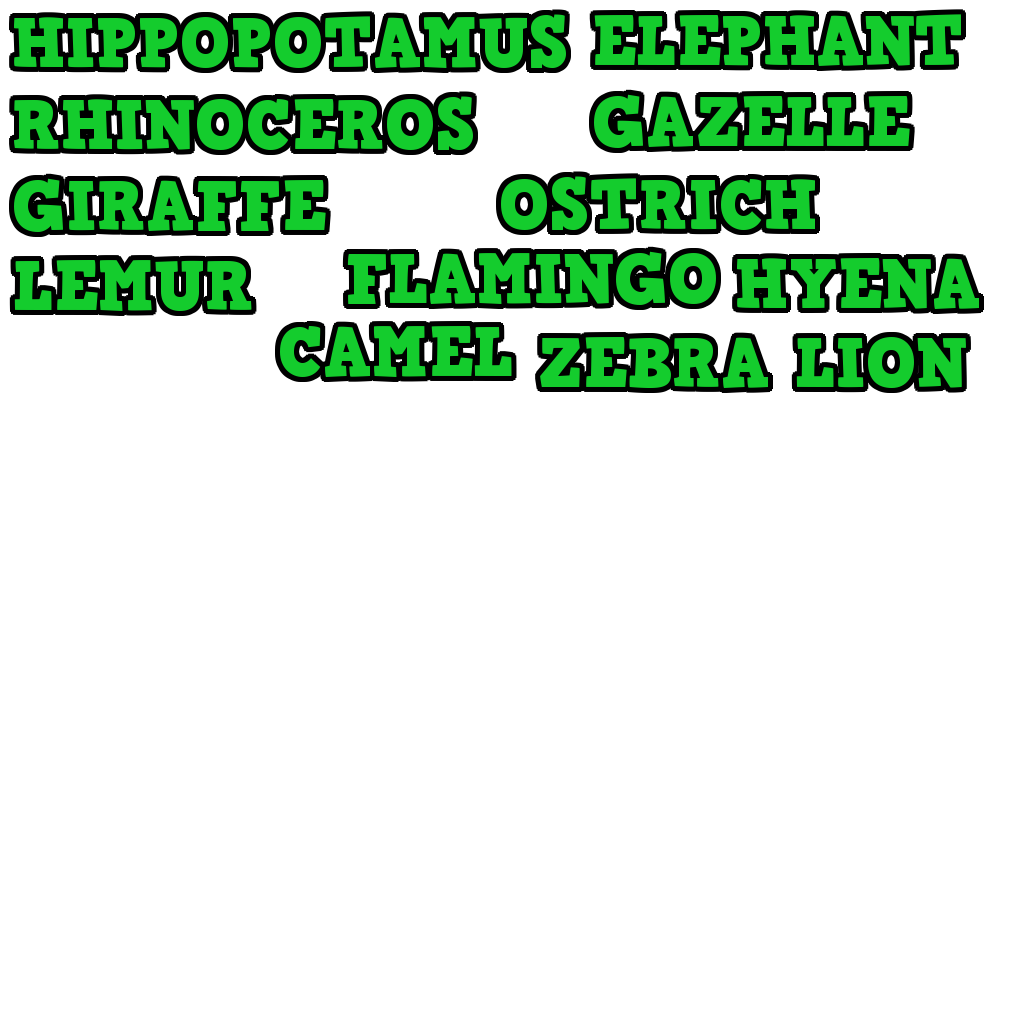 HIPPOPOTAMUS ELEPHANT
RHINOCEROS GAZELLE
GIRAFFE OSTRICH
LEMUR FLAMINGO HYENA
CAMEL ZEBRA LION